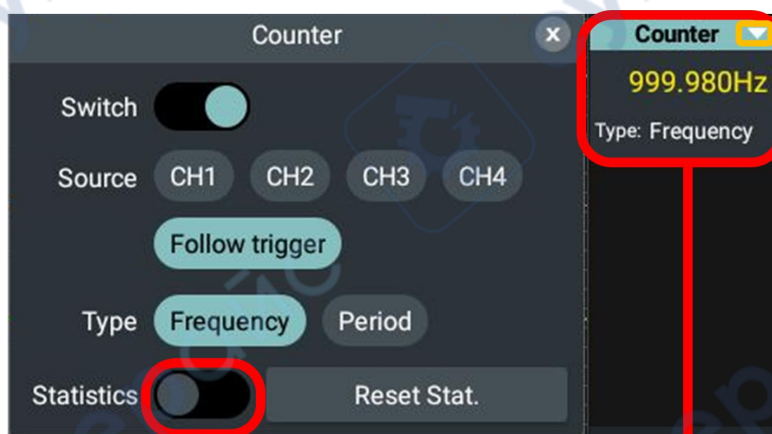 Counter x
Switch
Source CH1 CH2 CH3 CH4
Follow trigger
Type Frequency Period
Statistics Reset Stat.
Counter
999.980Hz
Type: Frequency